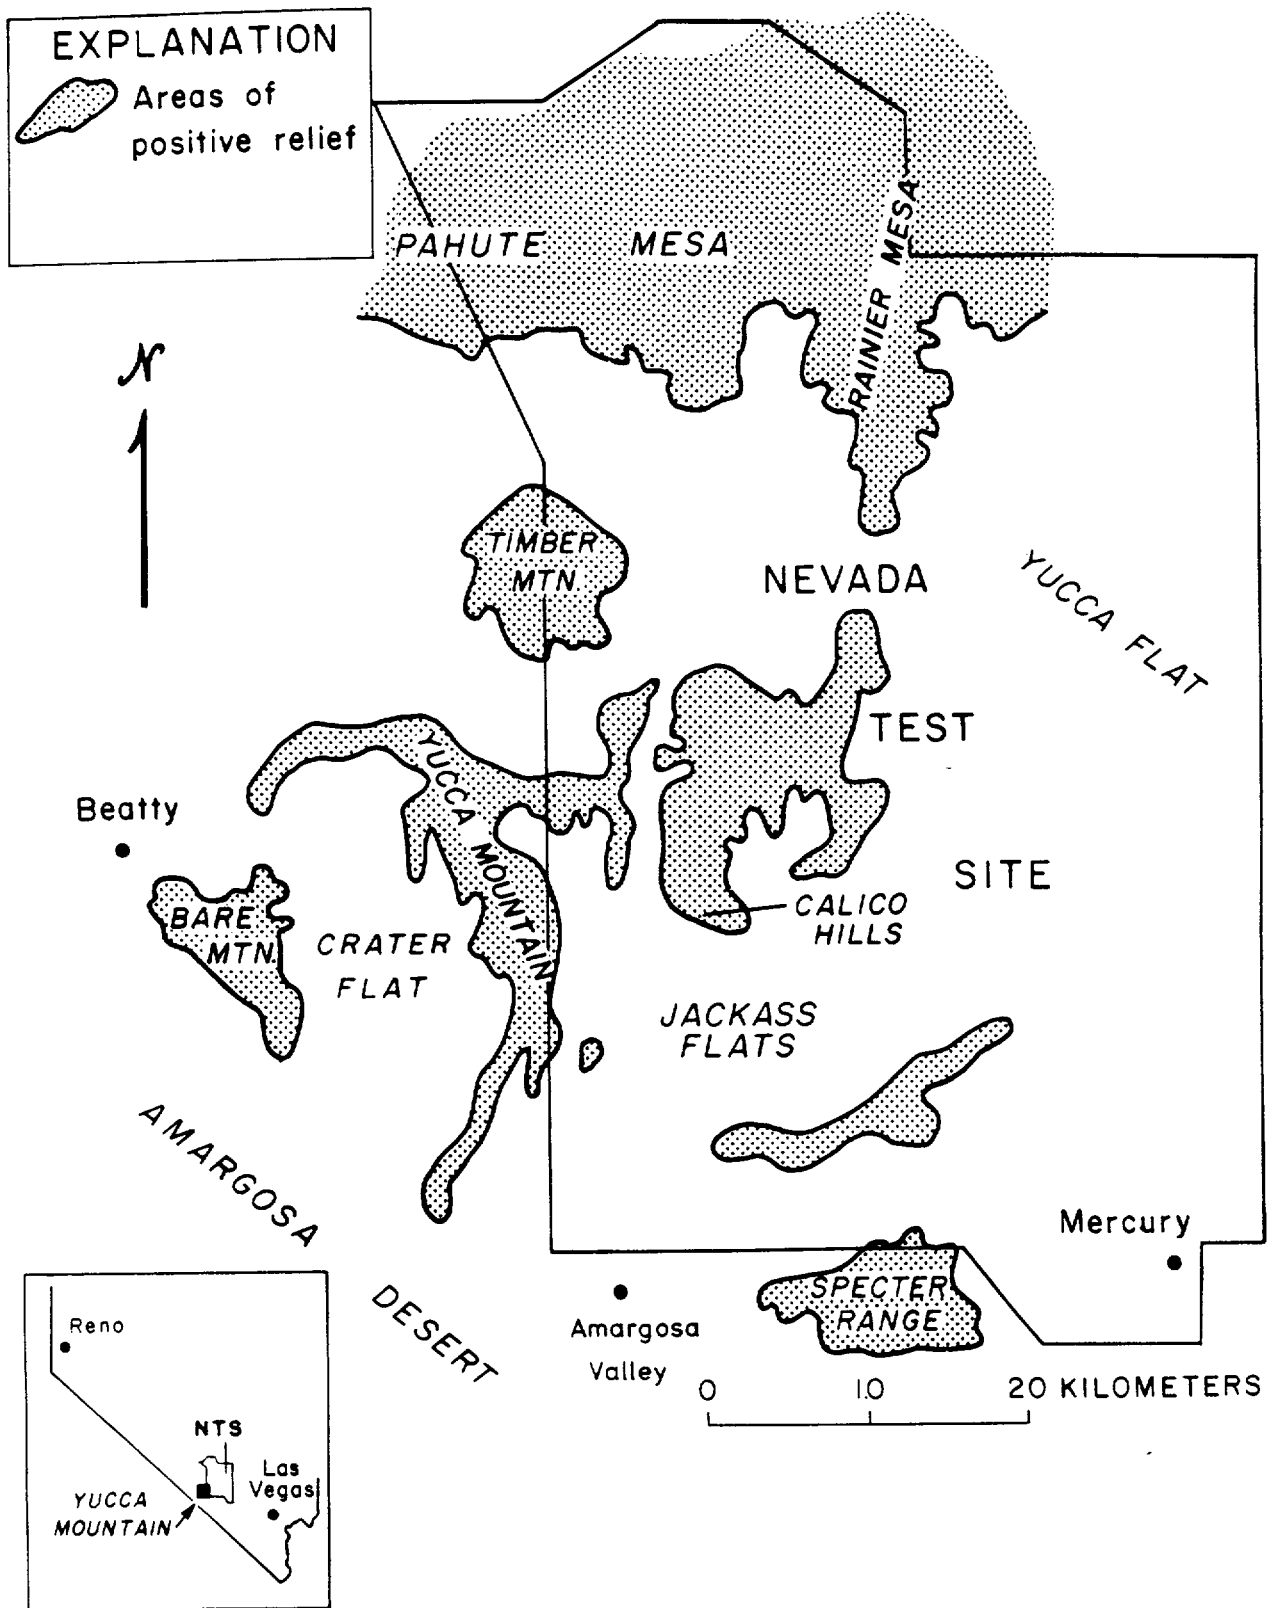 EXPLANATION
Areas of
positive relief
PAHUTE MESA
RAINIER MESA
N
TIMBER
MTN.
NEVADA
YUCCA FLAT
TEST
YUCCA MOUNTAIN
Beatty
SITE
BARE
MTN.
CRATER
FLAT
CALICO
HILLS
JACKASS
FLATS
AMARGOSA
DESERT
Mercury
SPECTER
RANGE
Amargosa
Valley
0 10 20 KILOMETERS
Reno
NTS
Las
Vegas
YUCCA
MOUNTAIN